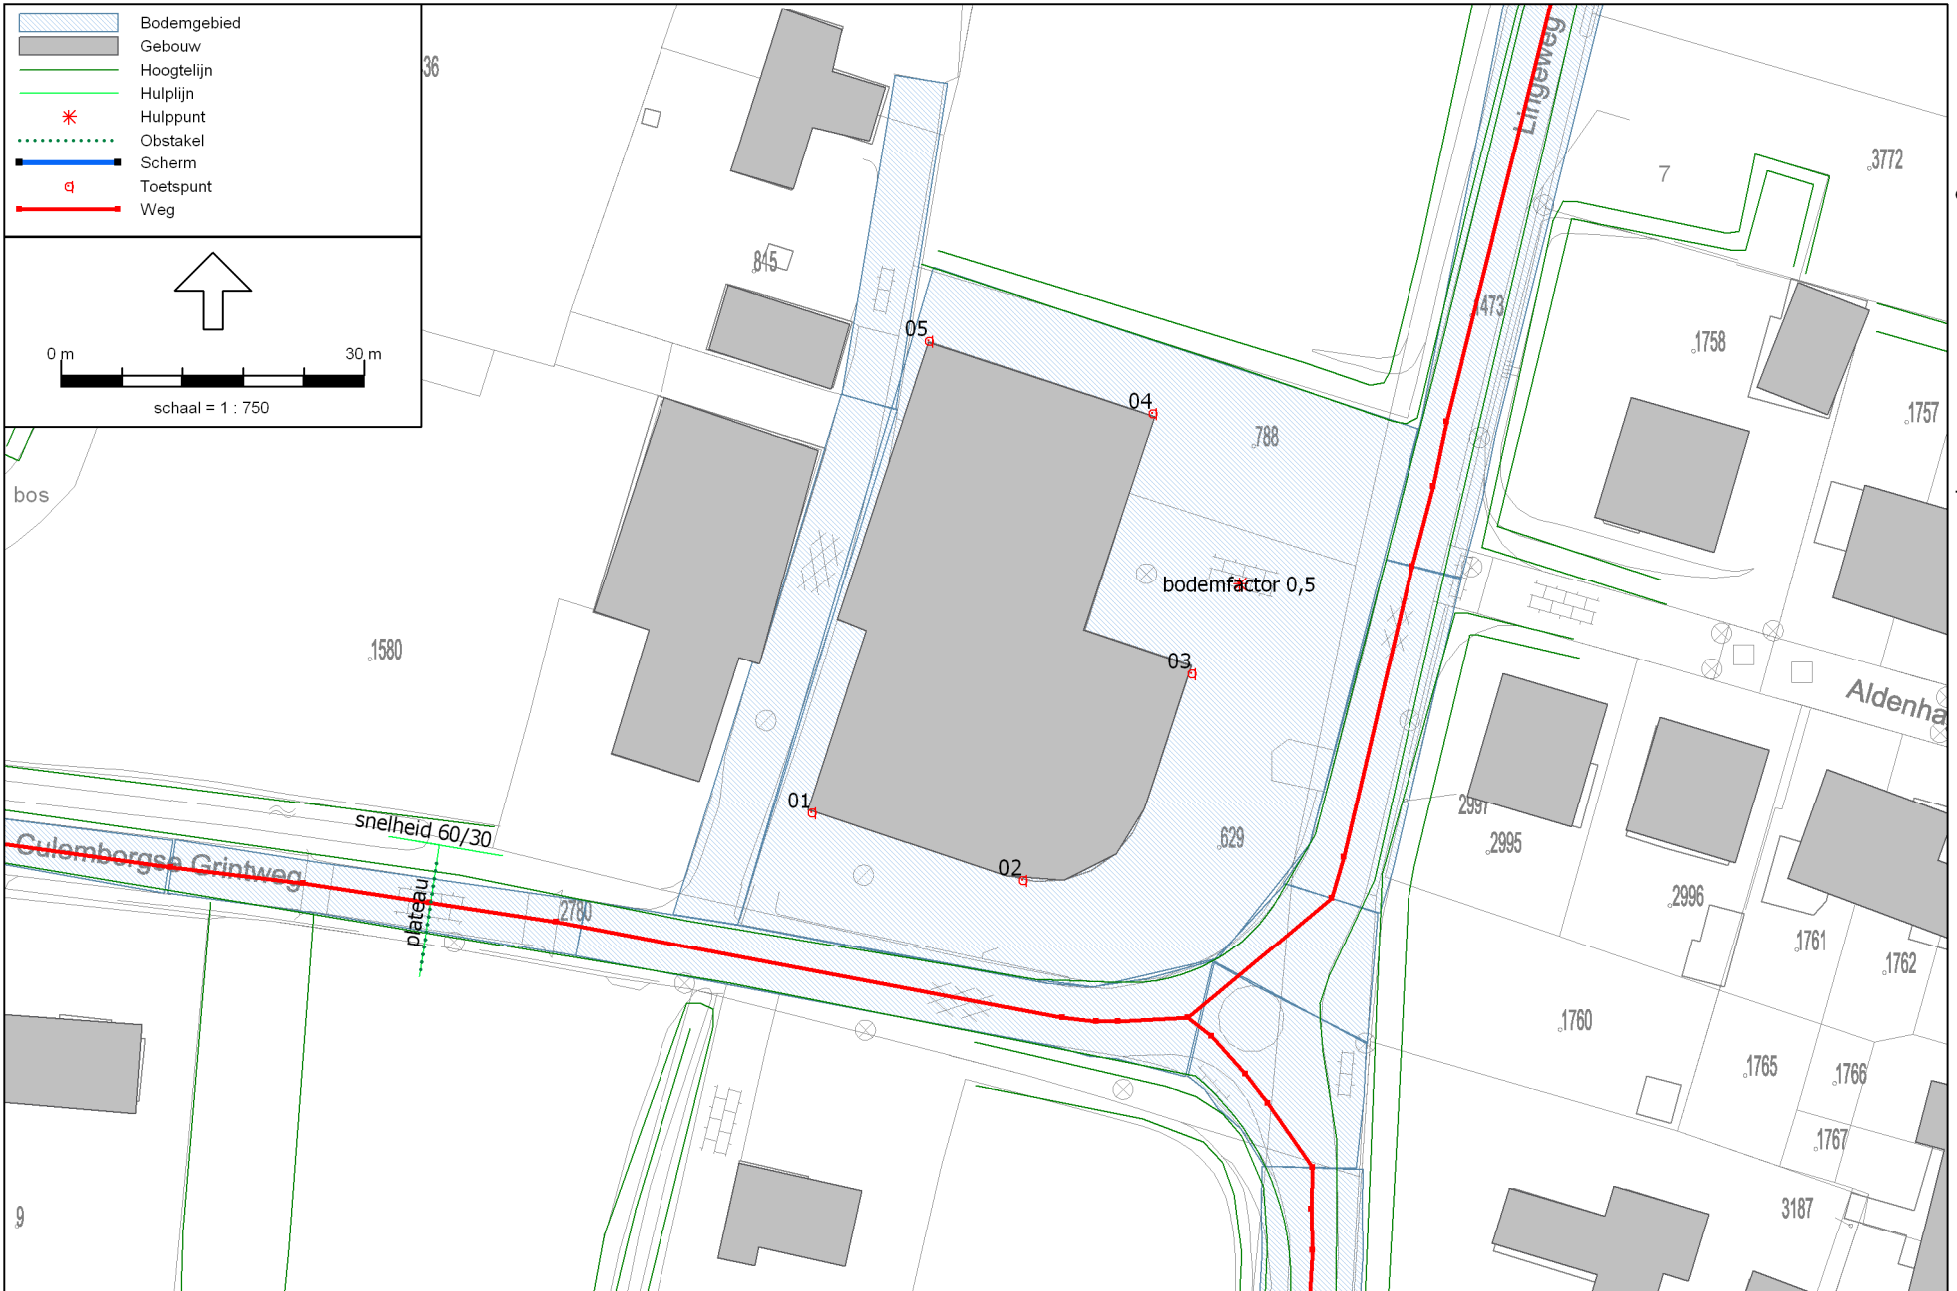 Bodemgebied
Gebouw
Hoogtelijn
Hulplijn
Hulppunt
Obstakel
Scherm
Toetspunt
Weg
0 m
30 m
schaal = 1 : 750
36
Lingeweg
3772
7
815
473
1758
05
04
1757
788
bos
bodemfactor 0,5
1580
03
Aldenha
01
snelheid 60/30
2997
2995
629
Culemborgse Grintweg
02
2996
plateau
2780
1761
1762
1760
1765
1766
1767
3187
9